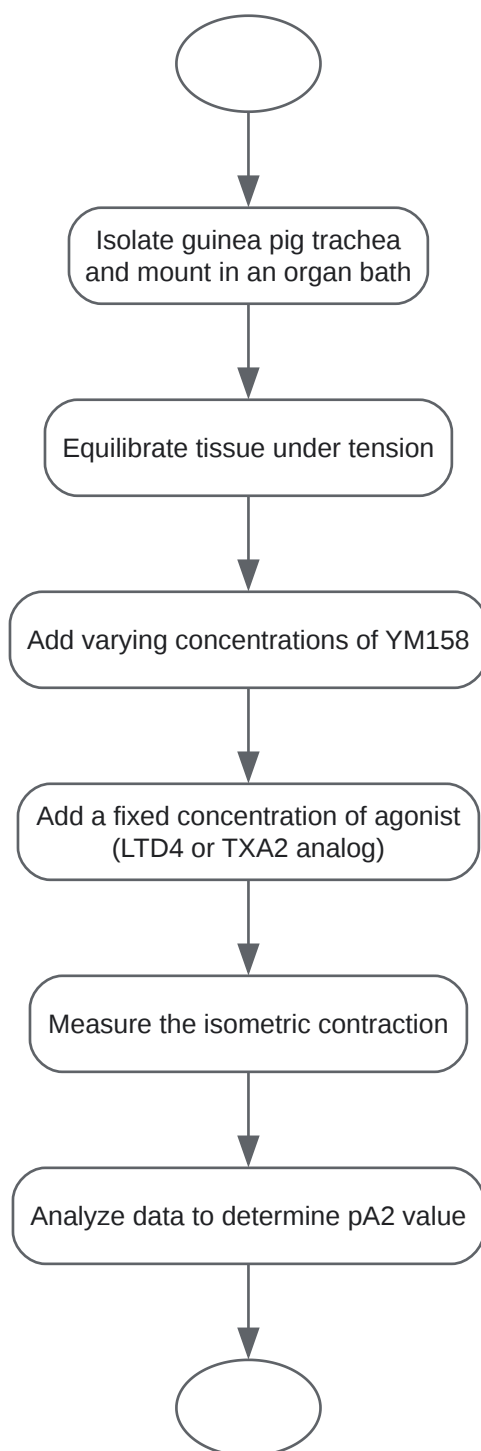 Isolate guinea pig trachea
and mount in an organ bath
Equilibrate tissue under tension
Add varying concentrations of YM158
Add a fixed concentration of agonist
(LTD4 or TXA2 analog)
Measure the isometric contraction
Analyze data to determine pA2 value